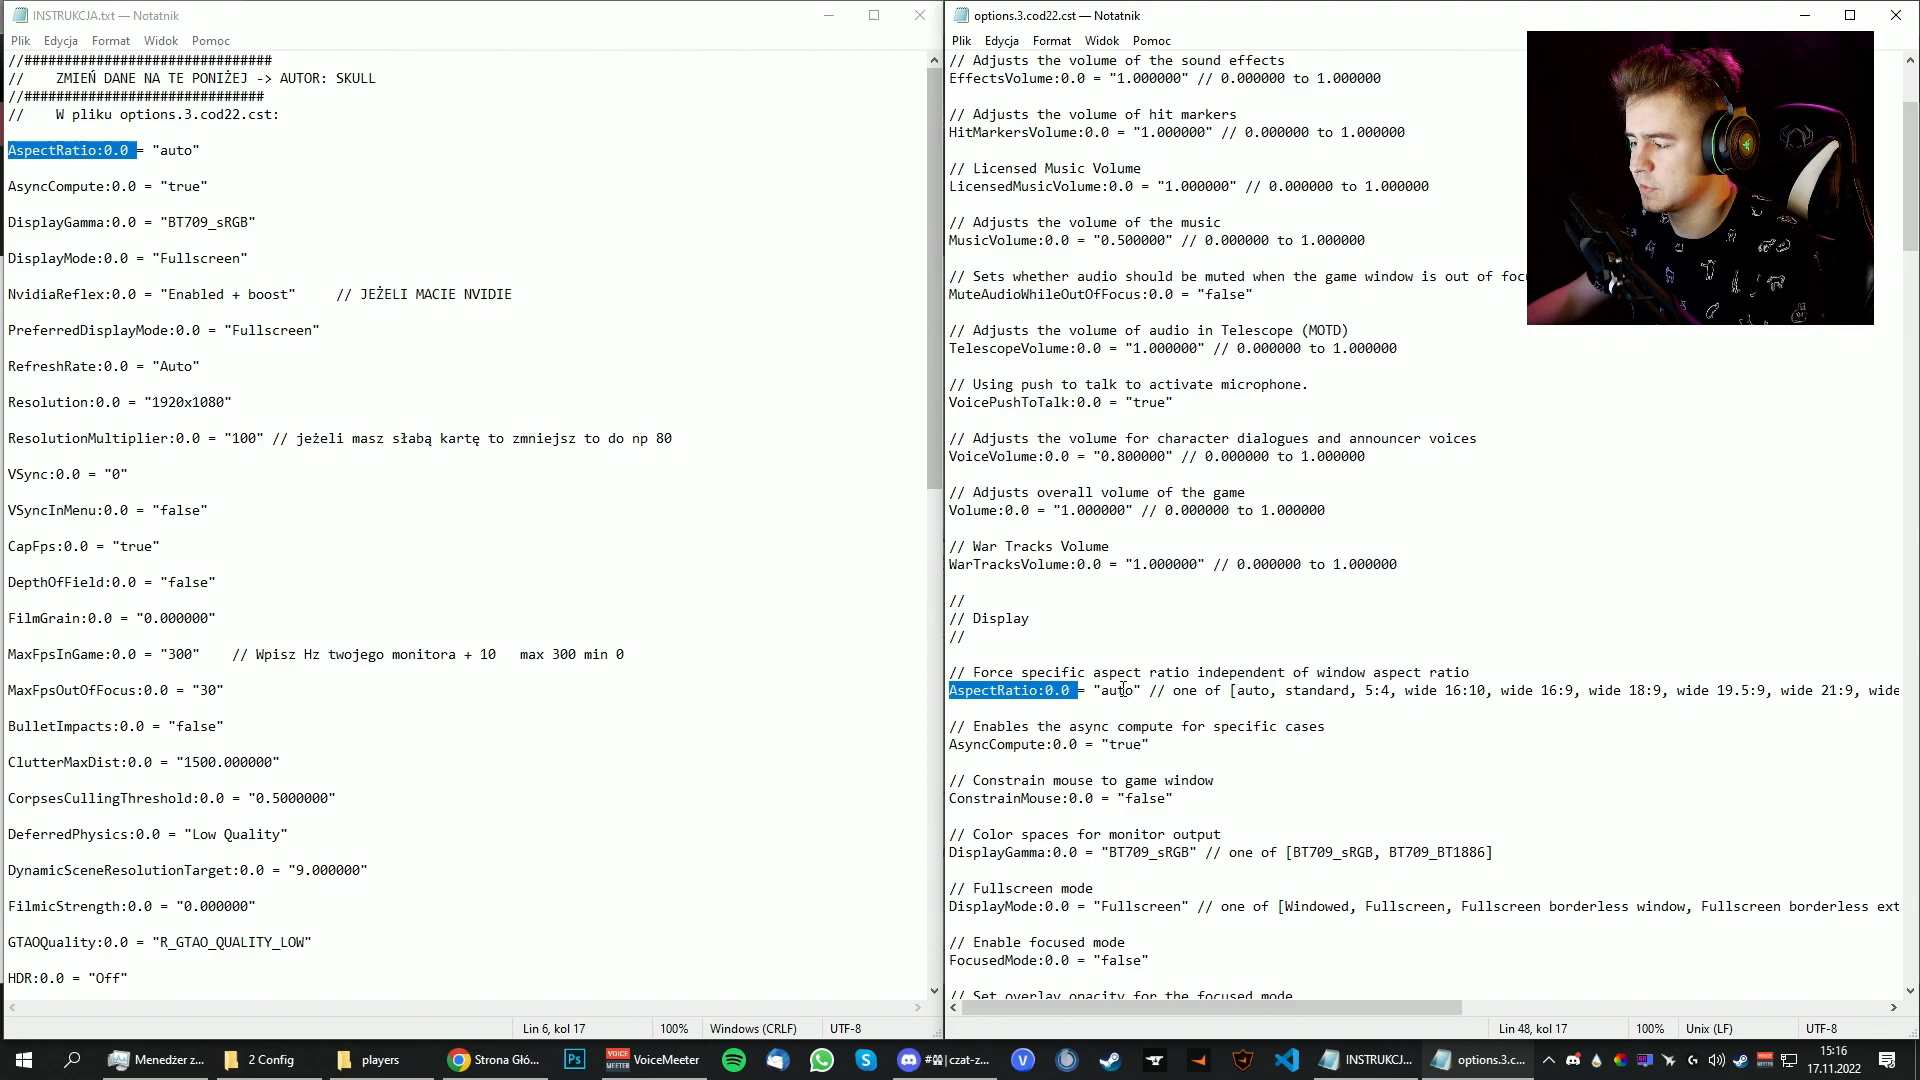 INSTRUKCJA.txt — Notatnik
Plik Edycja Format Widok Pomoc
//###############################
// ZMIEŃ DANE NA TE PONIŻEJ -> AUTOR: SKULL
//##############################
// W pliku options.3.cod22.cst:
AspectRatio:0.0 = "auto"
AsyncCompute:0.0 = "true"
DisplayGamma:0.0 = "BT709_sRGB"
DisplayMode:0.0 = "Fullscreen"
NvidiaReflex:0.0 = "Enabled + boost" // JEŻELI MACIE NVIDIE
PreferredDisplayMode:0.0 = "Fullscreen"
RefreshRate:0.0 = "Auto"
Resolution:0.0 = "1920x1080"
ResolutionMultiplier:0.0 = "100" // jeżeli masz słabą kartę to zmniejsz to do np 80
VSync:0.0 = "0"
VSyncInMenu:0.0 = "false"
CapFps:0.0 = "true"
DepthOfField:0.0 = "false"
FilmGrain:0.0 = "0.000000"
MaxFpsInGame:0.0 = "300" // Wpisz Hz twojego monitora + 10 max 300 min 0
MaxFpsOutOfFocus:0.0 = "30"
BulletImpacts:0.0 = "false"
ClutterMaxDist:0.0 = "1500.000000"
CorpsesCullingThreshold:0.0 = "0.5000000"
DeferredPhysics:0.0 = "Low Quality"
DynamicSceneResolutionTarget:0.0 = "9.000000"
FilmicStrength:0.0 = "0.000000"
GTAOQuality:0.0 = "R_GTAO_QUALITY_LOW"
HDR:0.0 = "Off"
Lin 6, kol 17 100% Windows (CRLF) UTF-8
options.3.cod22.cst — Notatnik
Plik Edycja Format Widok Pomoc
// Adjusts the volume of the sound effects
EffectsVolume:0.0 = "1.000000" // 0.000000 to 1.000000
// Adjusts the volume of hit markers
HitMarkersVolume:0.0 = "1.000000" // 0.000000 to 1.000000
// Licensed Music Volume
LicensedMusicVolume:0.0 = "1.000000" // 0.000000 to 1.000000
// Adjusts the volume of the music
MusicVolume:0.0 = "0.500000" // 0.000000 to 1.000000
// Sets whether audio should be muted when the game window is out of foc
MuteAudioWhileOutOfFocus:0.0 = "false"
// Adjusts the volume of audio in Telescope (MOTD)
TelescopeVolume:0.0 = "1.000000" // 0.000000 to 1.000000
// Using push to talk to activate microphone.
VoicePushToTalk:0.0 = "true"
// Adjusts the volume for character dialogues and announcer voices
VoiceVolume:0.0 = "0.800000" // 0.000000 to 1.000000
// Adjusts overall volume of the game
Volume:0.0 = "1.000000" // 0.000000 to 1.000000
// War Tracks Volume
WarTracksVolume:0.0 = "1.000000" // 0.000000 to 1.000000
//
// Display
//
// Force specific aspect ratio independent of window aspect ratio
AspectRatio:0.0 = "auto" // one of [auto, standard, 5:4, wide 16:10, wide 16:9, wide 18:9, wide 19.5:9, wide 21:9, wide
// Enables the async compute for specific cases
AsyncCompute:0.0 = "true"
// Constrain mouse to game window
ConstrainMouse:0.0 = "false"
// Color spaces for monitor output
DisplayGamma:0.0 = "BT709_sRGB" // one of [BT709_sRGB, BT709_BT1886]
// Fullscreen mode
DisplayMode:0.0 = "Fullscreen" // one of [Windowed, Fullscreen, Fullscreen borderless window, Fullscreen borderless ext
// Enable focused mode
FocusedMode:0.0 = "false"
// Set overlay opacity for the focused mode
Lin 48, kol 17 100% Unix (LF) UTF-8
Menedżer z... 2 Config players Strona Głó... Ps VoiceMeeter #|czat-z... V INSTRUKCJ... options.3.c... 15:16
17.11.2022